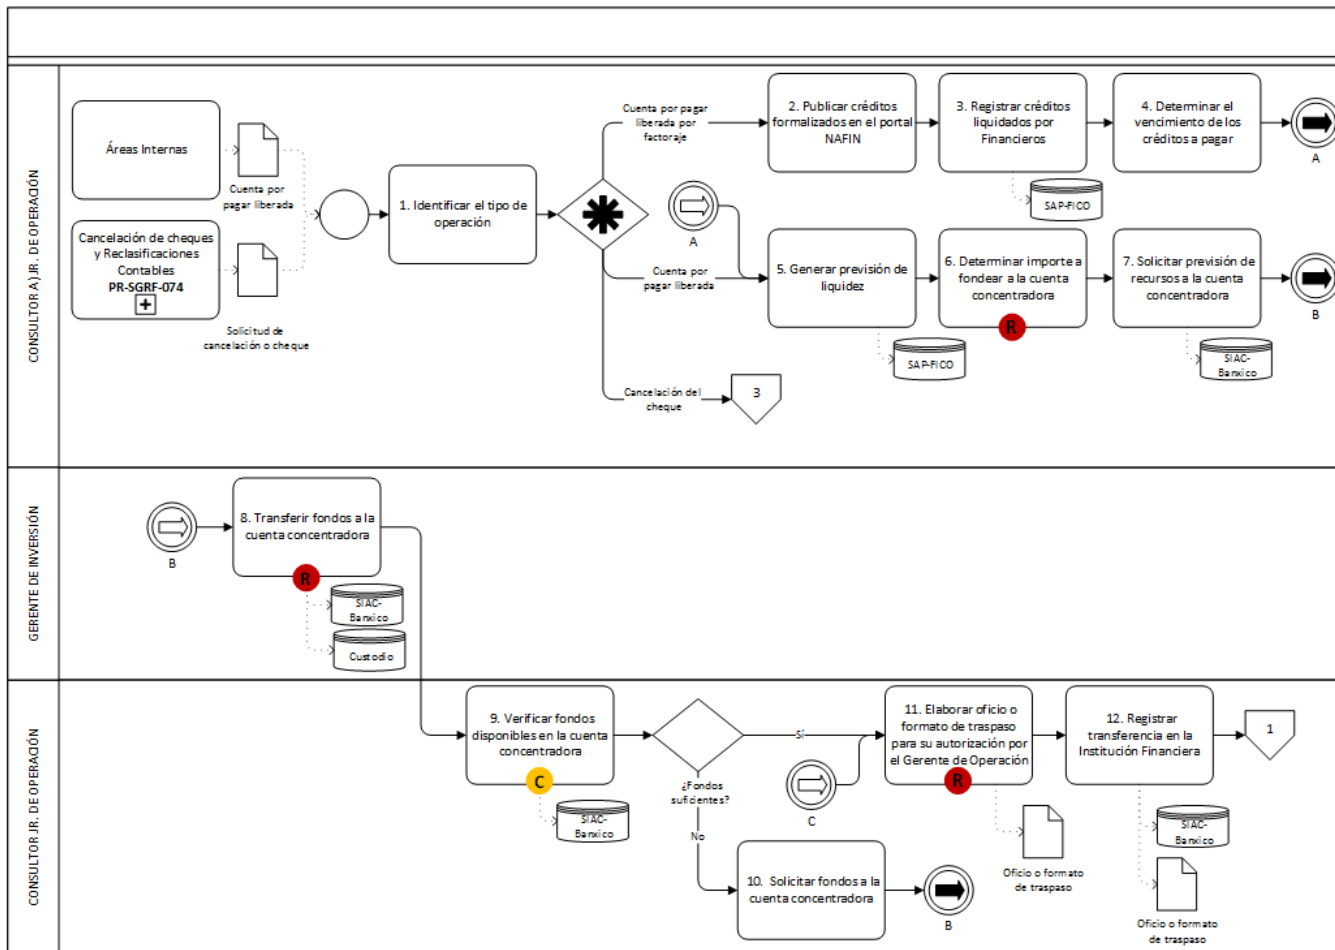 CONSULTOR A) JR. DE OPERACIÓN
Áreas Internas
Cuenta por
pagar liberada
Cancelación de cheques
y Reclasificaciones
Contables
PR-SGRF-074
Solicitud de
cancelación o cheque
1. Identificar el tipo de
operación
Cuenta por pagar
liberada por
factoraje
2. Publicar créditos
formalizados en el portal
NAFIN
3. Registrar créditos
liquidados por
Financieros
SAP-FICO
4. Determinar el
vencimiento de los
créditos a pagar
A
A
Cuenta por
pagar liberada
5. Generar previsión de
liquidez
SAP-FICO
6. Determinar importe a
fondear a la cuenta
concentradora
R
7. Solicitar previsión de
recursos a la cuenta
concentradora
SIAC-
Banxico
B
Cancelación del
cheque
3
GERENTE DE INVERSIÓN
B
8. Transferir fondos a la
cuenta concentradora
R
SIAC-
Banxico
Custodio
CONSULTOR JR. DE OPERACIÓN
9. Verificar fondos
disponibles en la cuenta
concentradora
C
SIAC-
Banxico
¿Fondos
suficientes?
Sí
No
C
10. Solicitar fondos a la
cuenta concentradora
B
11. Elaborar oficio o
formato de traspaso
para su autorización por
el Gerente de Operación
R
Oficio o formato
de traspaso
12. Registrar
transferencia en la
Institución Financiera
SIAC-
Banxico
Oficio o formato
de traspaso
1